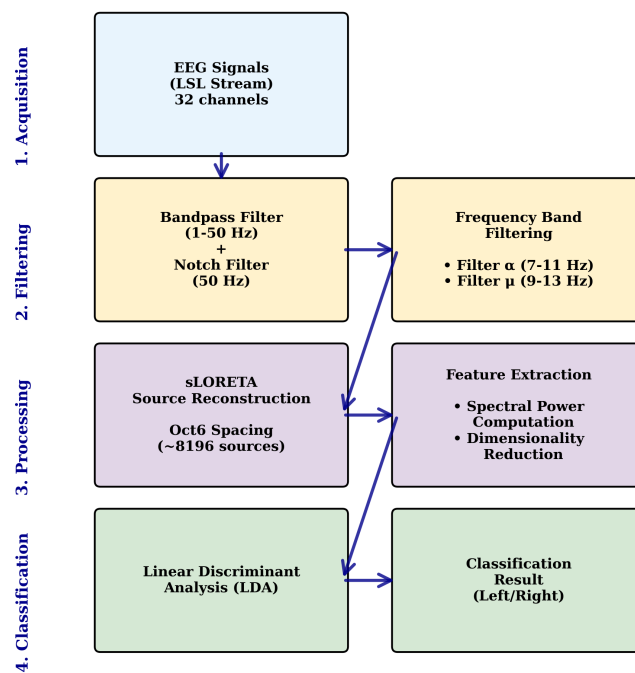 1. Acquisition
EEG Signals
(LSL Stream)
32 channels
2. Filtering
Bandpass Filter
(1-50 Hz)
+
Notch Filter
(50 Hz)
Frequency Band
Filtering
• Filter α (7-11 Hz)
• Filter μ (9-13 Hz)
3. Processing
sLORETA
Source Reconstruction
Oct6 Spacing
(~8196 sources)
Feature Extraction
• Spectral Power
Computation
• Dimensionality
Reduction
4. Classification
Linear Discriminant
Analysis (LDA)
Classification
Result
(Left/Right)